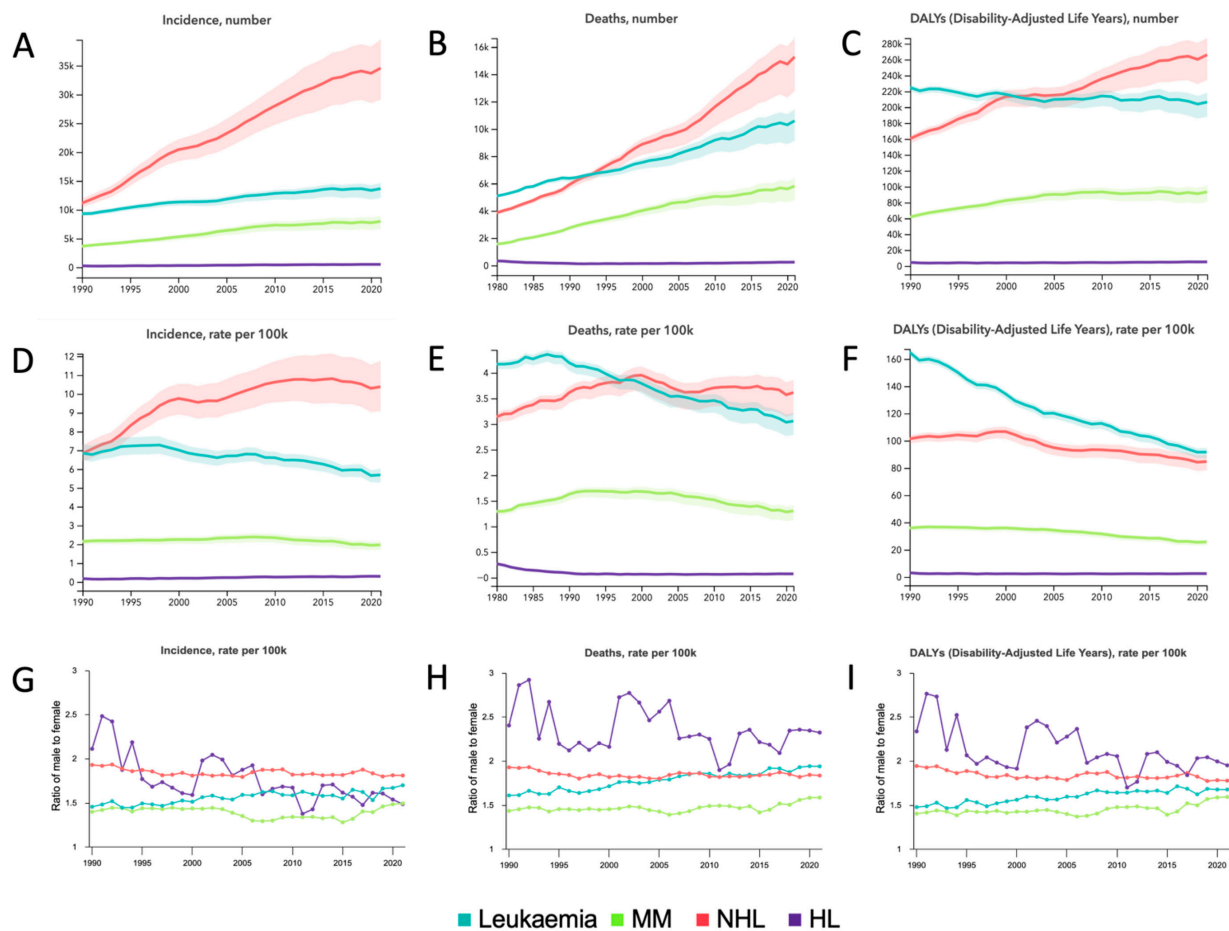 Incidence, number
Deaths, number
DALYs (Disability-Adjusted Life Years), number
A
B
C
35k
30k
25k
20k
15k
10k
5k
0
1990 1995 2000 2005 2010 2015 2020
16k
14k
12k
10k
8k
6k
4k
2k
0
1980 1985 1990 1995 2000 2005 2010 2015 2020
280k
260k
240k
220k
200k
180k
160k
140k
120k
100k
80k
60k
40k
20k
0
1990 1995 2000 2005 2010 2015 2020
Incidence, rate per 100k
Deaths, rate per 100k
DALYs (Disability-Adjusted Life Years), rate per 100k
D
E
F
12
11
10
9
8
7
6
5
4
3
2
1
0
1990 1995 2000 2005 2010 2015 2020
4
3.5
3
2.5
2
1.5
1
0.5
−0
1980 1985 1990 1995 2000 2005 2010 2015 2020
160
140
120
100
80
60
40
20
0
1990 1995 2000 2005 2010 2015 2020
Incidence, rate per 100k
Deaths, rate per 100k
DALYs (Disability-Adjusted Life Years), rate per 100k
G
H
I
Ratio of male to female
3
2.5
2
1.5
1
1990 1995 2000 2005 2010 2015 2020
Ratio of male to female
3
2.5
2
1.5
1
1990 1995 2000 2005 2010 2015 2020
Ratio of male to female
3
2.5
2
1.5
1
1990 1995 2000 2005 2010 2015 2020
Leukaemia MM NHL HL